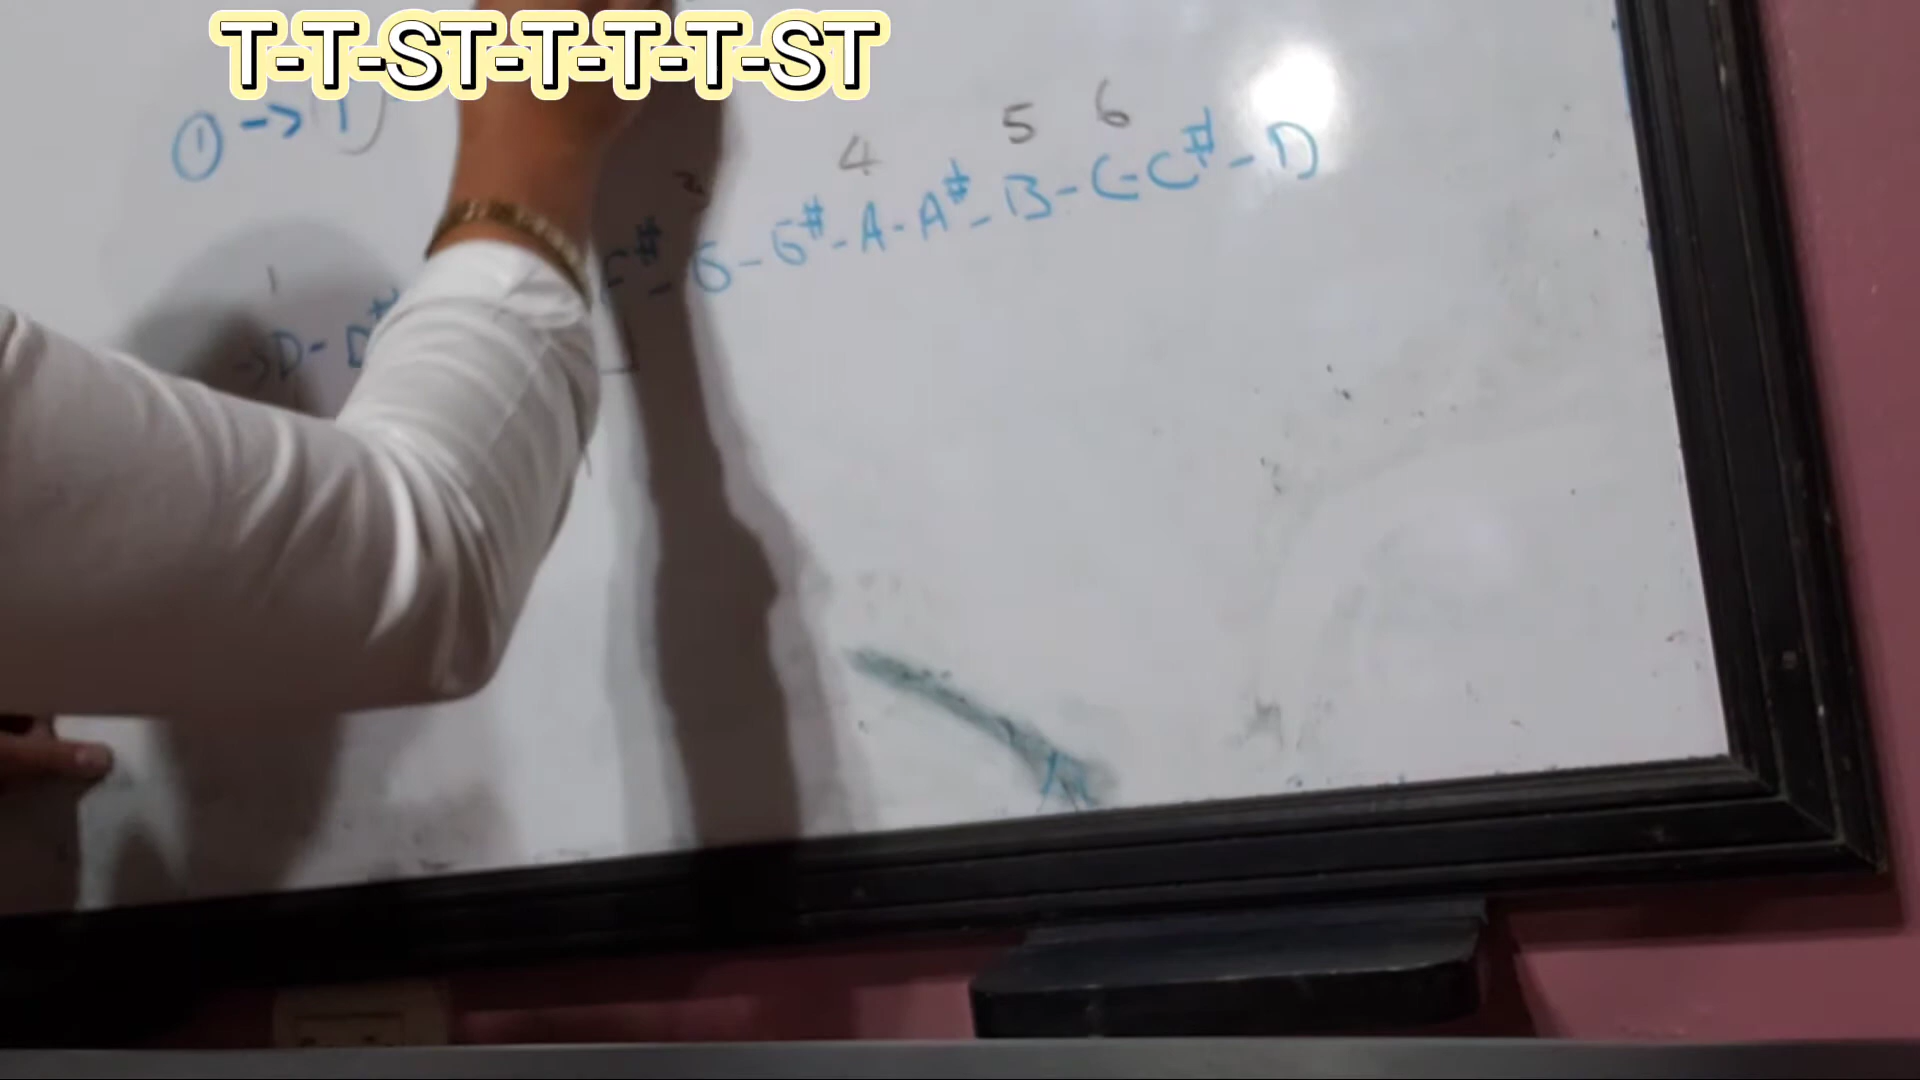 T-T-ST-T-T-T-ST
① → 1)
4 5 6
1
→D - D# F# - G - G# - A - A# - B - C - C# - D